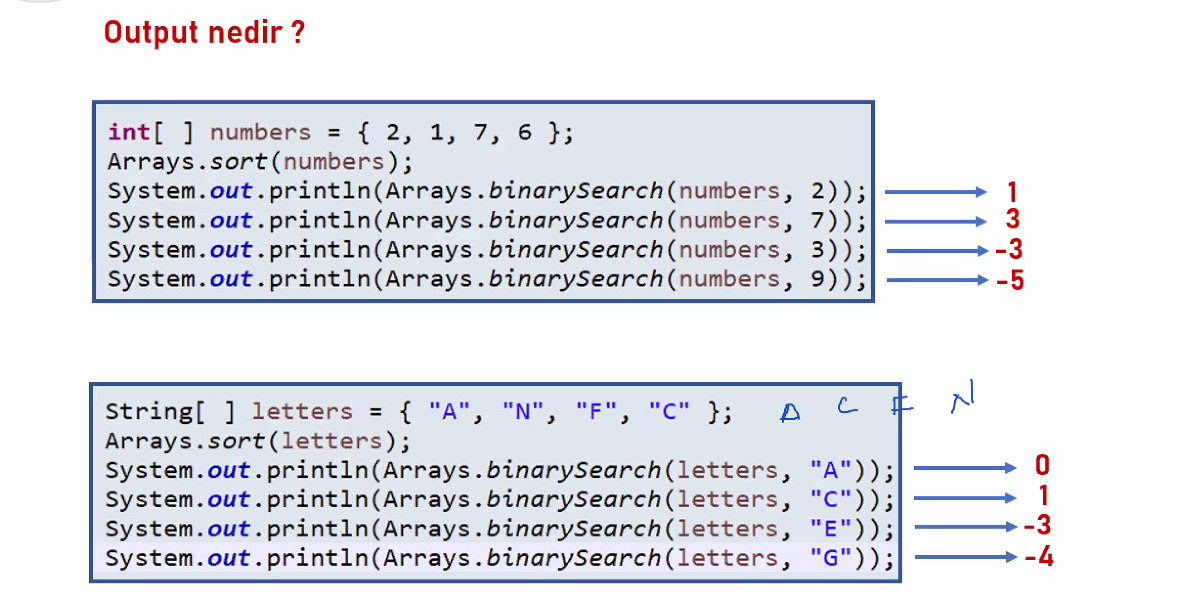 Output nedir ?
int[ ] numbers = { 2, 1, 7, 6 };
Arrays.sort(numbers);
System.out.println(Arrays.binarySearch(numbers, 2)); 1
System.out.println(Arrays.binarySearch(numbers, 7)); 3
System.out.println(Arrays.binarySearch(numbers, 3)); -3
System.out.println(Arrays.binarySearch(numbers, 9)); -5
String[ ] letters = { "A", "N", "F", "C" }; A C F N
Arrays.sort(letters);
System.out.println(Arrays.binarySearch(letters, "A")); 0
System.out.println(Arrays.binarySearch(letters, "C")); 1
System.out.println(Arrays.binarySearch(letters, "E")); -3
System.out.println(Arrays.binarySearch(letters, "G")); -4